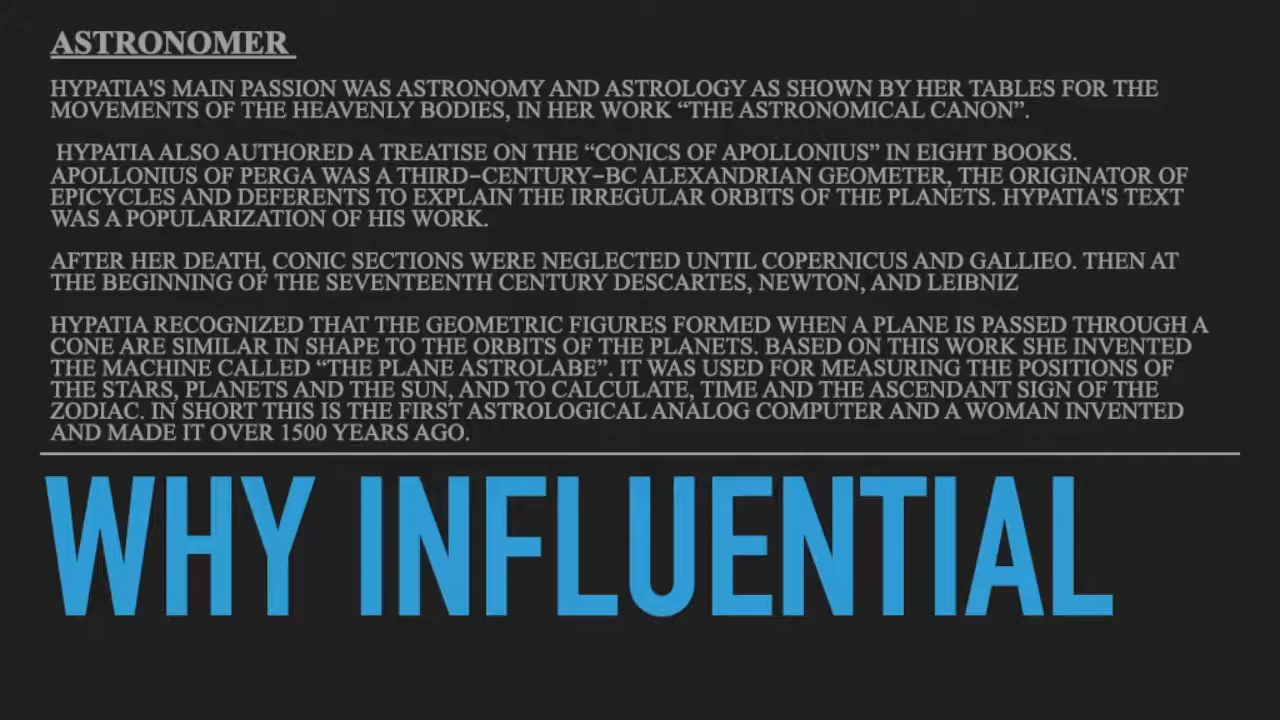 ASTRONOMER
HYPATIA'S MAIN PASSION WAS ASTRONOMY AND ASTROLOGY AS SHOWN BY HER TABLES FOR THE
MOVEMENTS OF THE HEAVENLY BODIES, IN HER WORK “THE ASTRONOMICAL CANON”.
HYPATIA ALSO AUTHORED A TREATISE ON THE “CONICS OF APOLLONIUS” IN EIGHT BOOKS.
APOLLONIUS OF PERGA WAS A THIRD-CENTURY-BC ALEXANDRIAN GEOMETER, THE ORIGINATOR OF
EPICYCLES AND DEFERENTS TO EXPLAIN THE IRREGULAR ORBITS OF THE PLANETS. HYPATIA'S TEXT
WAS A POPULARIZATION OF HIS WORK.
AFTER HER DEATH, CONIC SECTIONS WERE NEGLECTED UNTIL COPERNICUS AND GALLIEO. THEN AT
THE BEGINNING OF THE SEVENTEENTH CENTURY DESCARTES, NEWTON, AND LEIBNIZ
HYPATIA RECOGNIZED THAT THE GEOMETRIC FIGURES FORMED WHEN A PLANE IS PASSED THROUGH A
CONE ARE SIMILAR IN SHAPE TO THE ORBITS OF THE PLANETS. BASED ON THIS WORK SHE INVENTED
THE MACHINE CALLED “THE PLANE ASTROLABE”. IT WAS USED FOR MEASURING THE POSITIONS OF
THE STARS, PLANETS AND THE SUN, AND TO CALCULATE, TIME AND THE ASCENDANT SIGN OF THE
ZODIAC. IN SHORT THIS IS THE FIRST ASTROLOGICAL ANALOG COMPUTER AND A WOMAN INVENTED
AND MADE IT OVER 1500 YEARS AGO.
WHY INFLUENTIAL